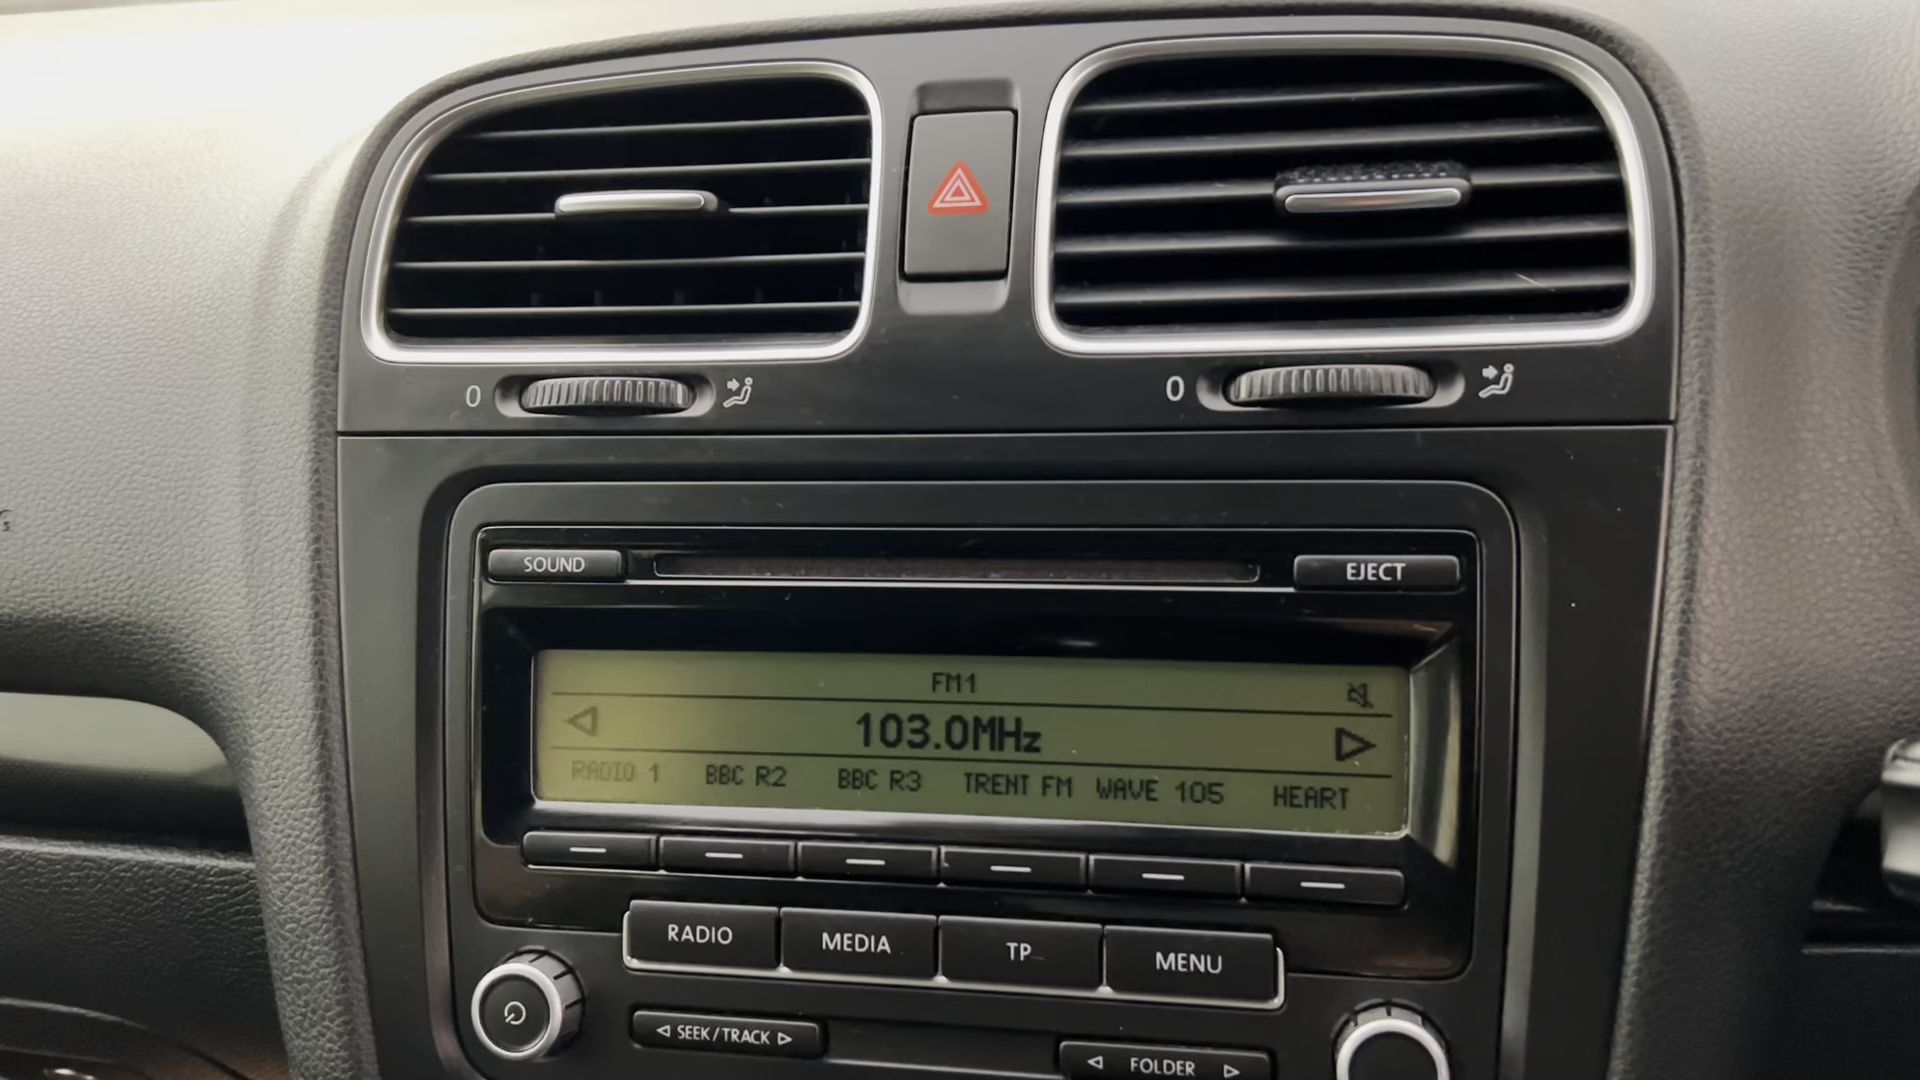 0 0
SOUND EJECT
FM1
103.0MHz
RADIO 1 BBC R2 BBC R3 TRENT FM WAVE 105 HEART
RADIO MEDIA TP MENU
SEEK/TRACK
FOLDER